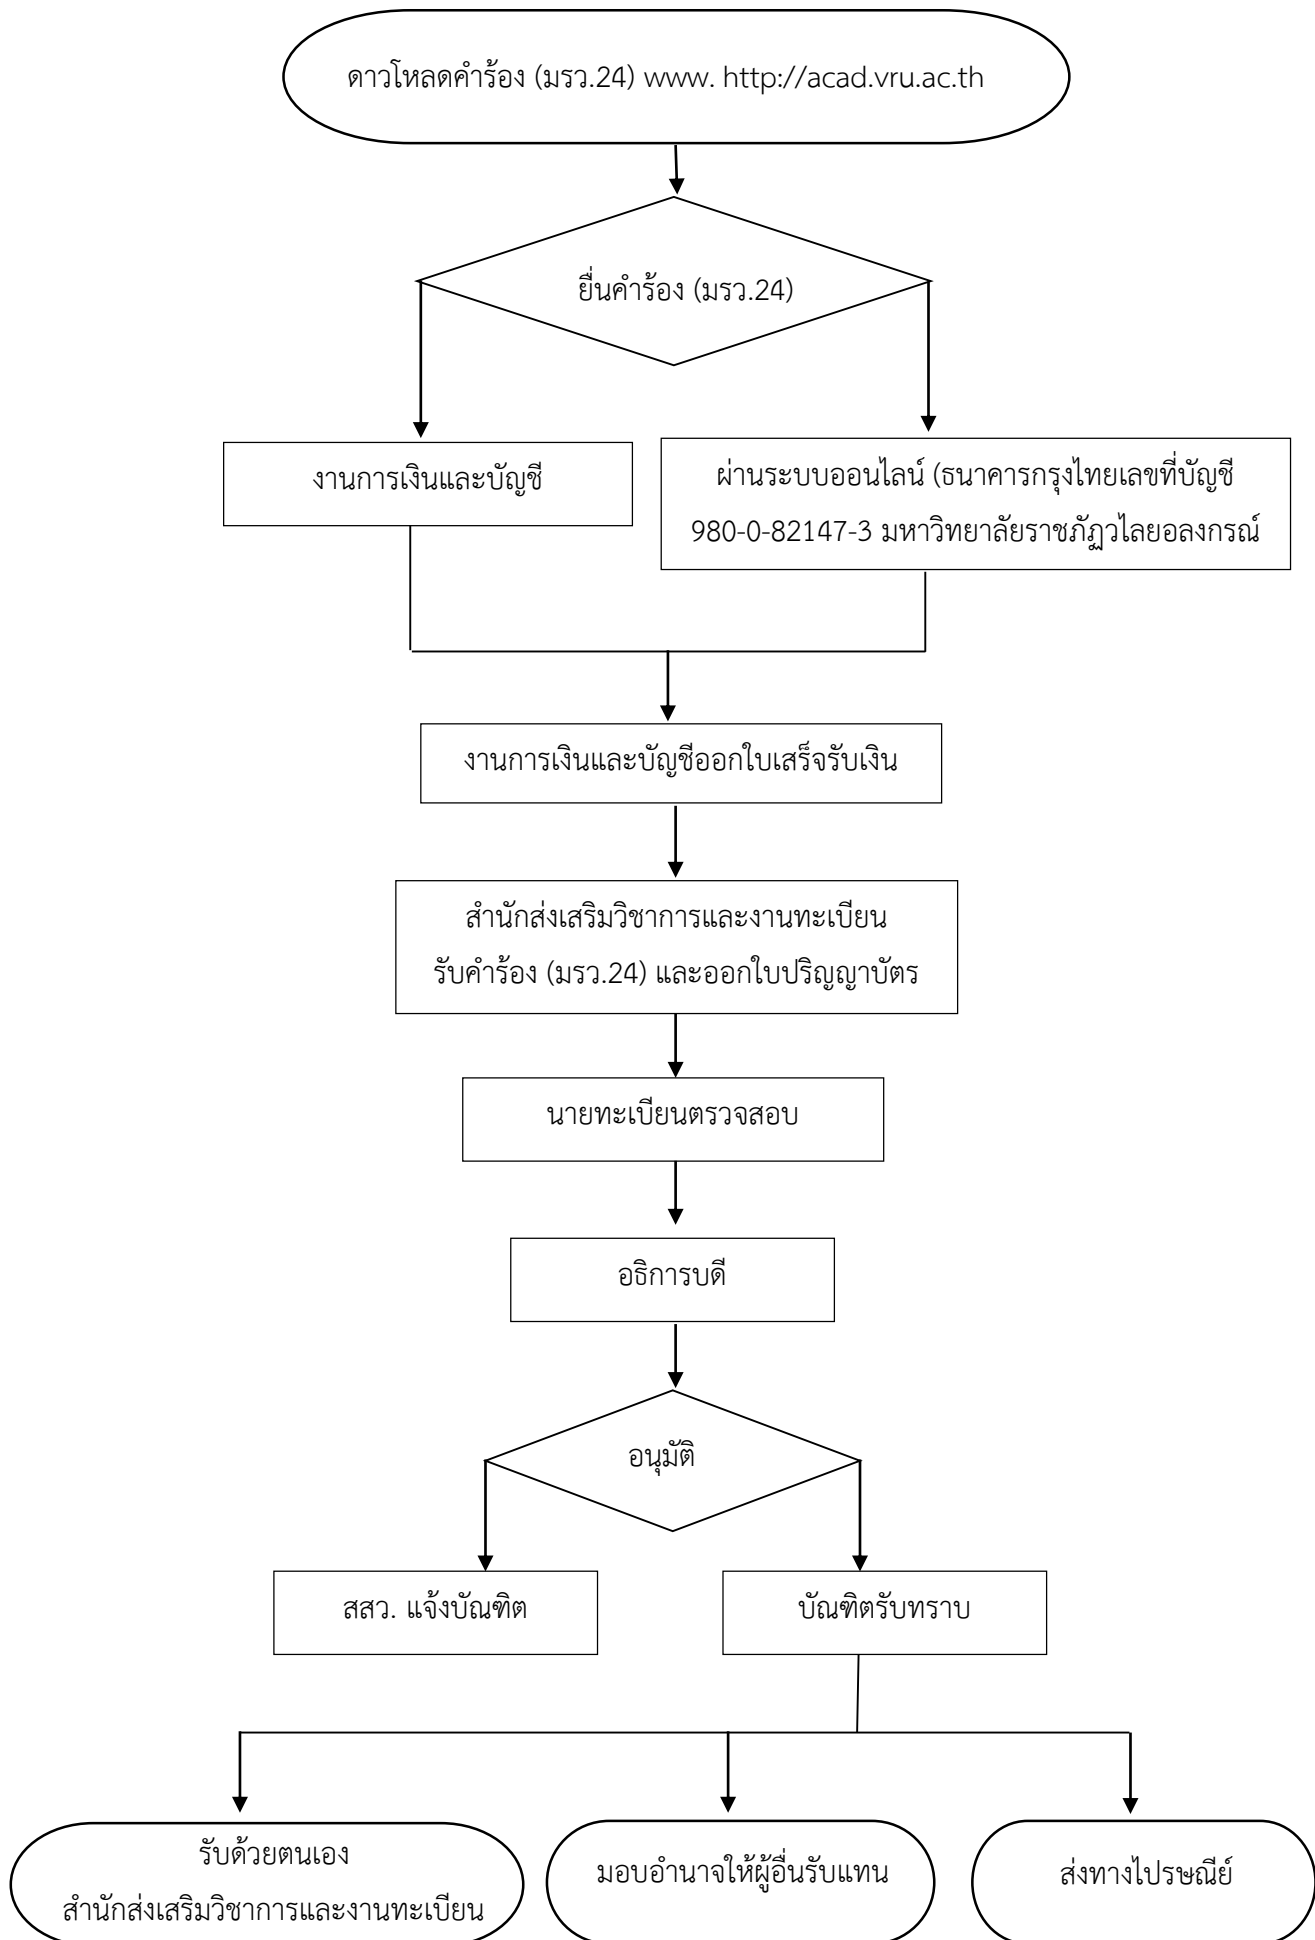 ดาวโหลดคำร้อง (มรว.24) www. http://acad.vru.ac.th
ยื่นคำร้อง (มรว.24)
งานการเงินและบัญชี
ผ่านระบบออนไลน์ (ธนาคารกรุงไทยเลขที่บัญชี
980-0-82147-3 มหาวิทยาลัยราชภัฏวไลยอลงกรณ์
งานการเงินและบัญชีออกใบเสร็จรับเงิน
สำนักส่งเสริมวิชาการและงานทะเบียน
รับคำร้อง (มรว.24) และออกใบปริญญาบัตร
นายทะเบียนตรวจสอบ
อธิการบดี
อนุมัติ
สสว. แจ้งบัณฑิต
บัณฑิตรับทราบ
รับด้วยตนเอง
สำนักส่งเสริมวิชาการและงานทะเบียน
มอบอำนาจให้ผู้อื่นรับแทน
ส่งทางไปรษณีย์